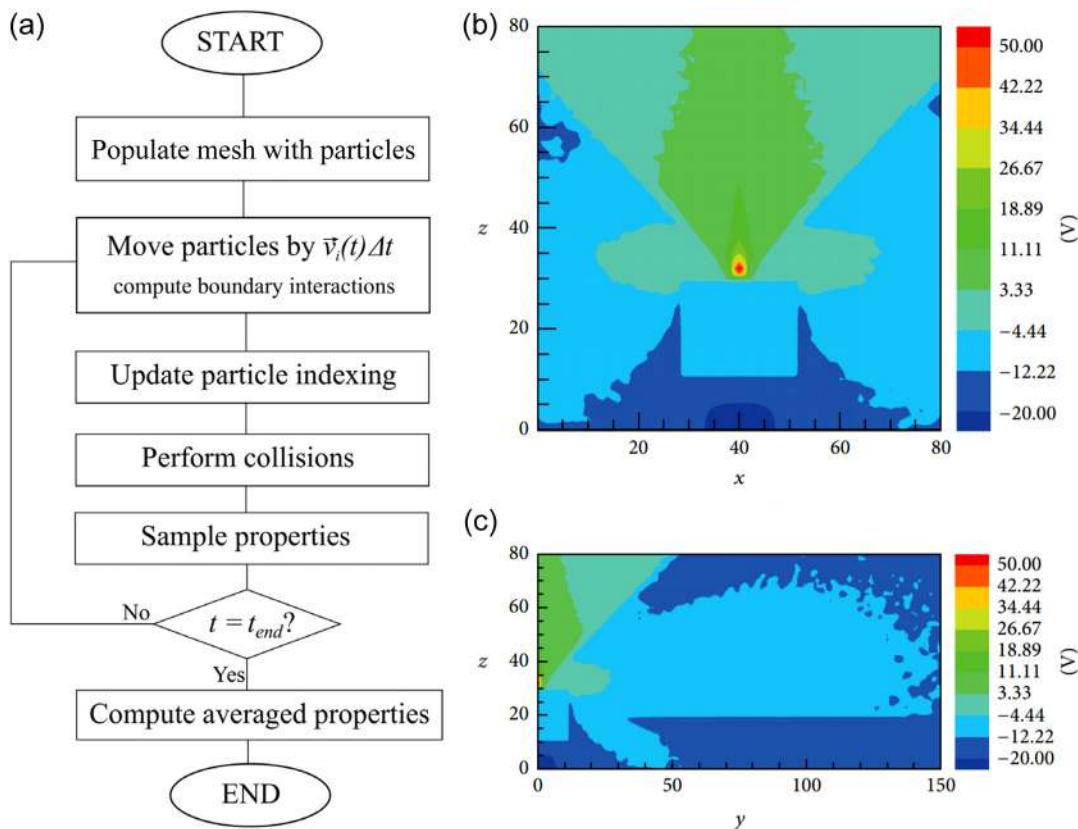 (a)
START
Populate mesh with particles
Move particles by v⃗ᵢ(t)Δt
compute boundary interactions
Update particle indexing
Perform collisions
Sample properties
No
t = t_end?
Yes
Compute averaged properties
END
(b)
80
60
z
40
20
0
0 20 40 60 80
x
50.00
42.22
34.44
26.67
18.89
11.11
3.33
−4.44
−12.22
−20.00
(V)
(c)
80
60
z
40
20
0
0 50 100 150
y
50.00
42.22
34.44
26.67
18.89
11.11
3.33
−4.44
−12.22
−20.00
(V)